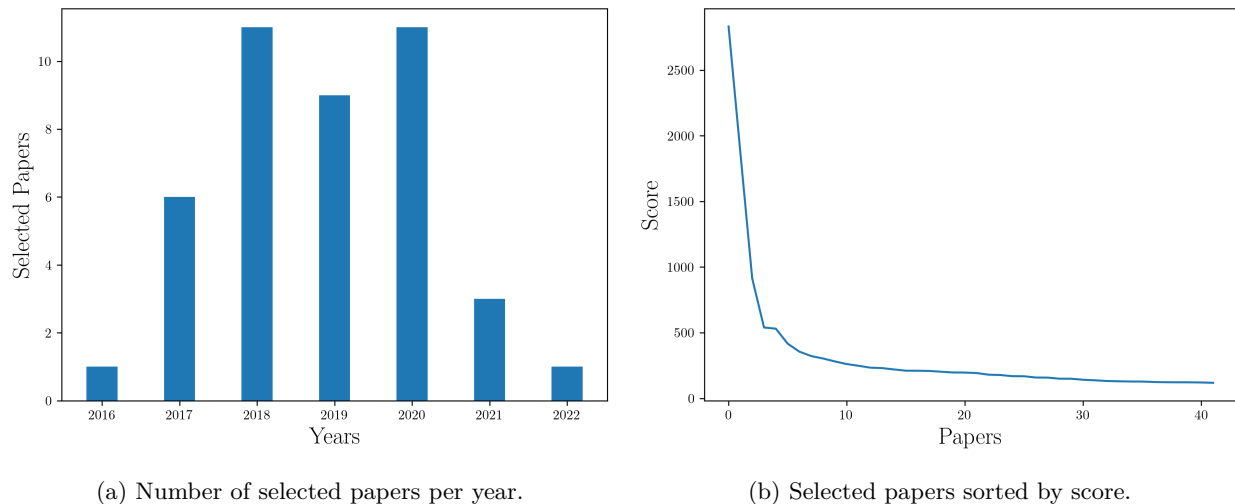 10
8
6
4
2
0
Selected Papers
2016 2017 2018 2019 2020 2021 2022
Years
(a) Number of selected papers per year.
2500
2000
1500
1000
500
0
Score
0 10 20 30 40
Papers
(b) Selected papers sorted by score.